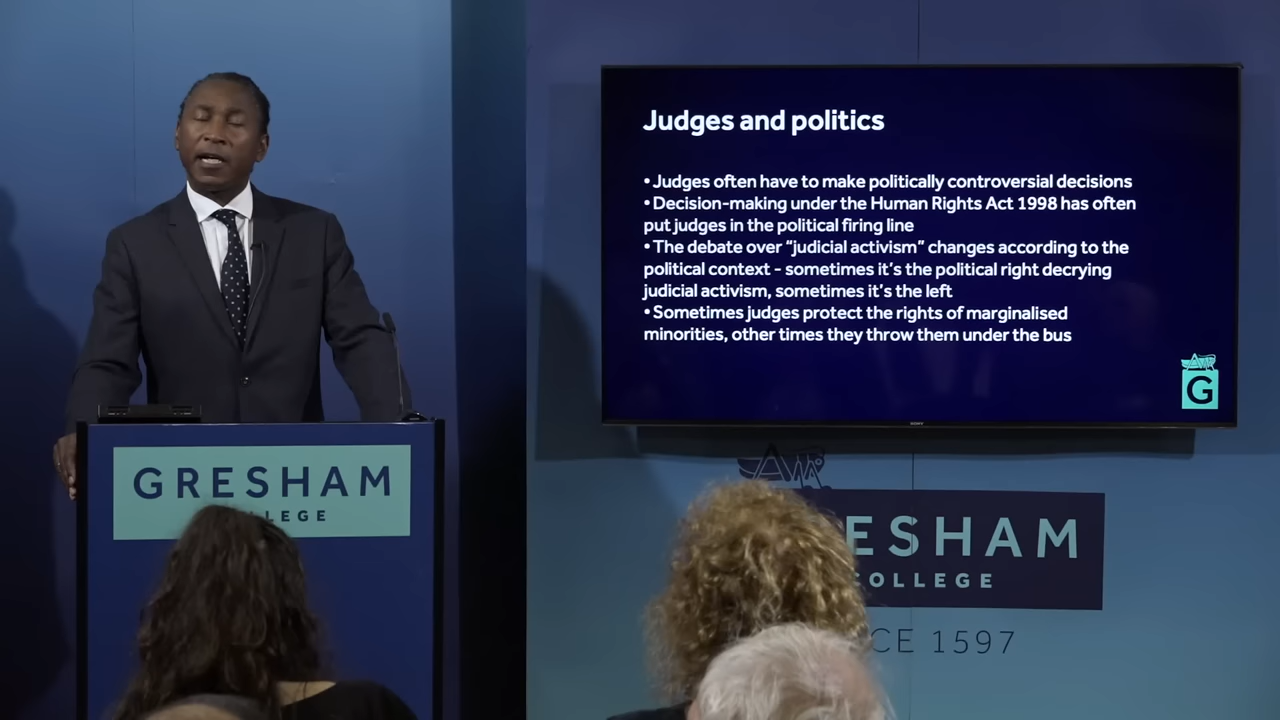 Judges and politics
• Judges often have to make politically controversial decisions
• Decision-making under the Human Rights Act 1998 has often
put judges in the political firing line
• The debate over “judicial activism” changes according to the
political context - sometimes it’s the political right decrying
judicial activism, sometimes it’s the left
• Sometimes judges protect the rights of marginalised
minorities, other times they throw them under the bus
G
SONY
GRESHAM
LEGE
ESHAM
COLLEGE
CE 1597